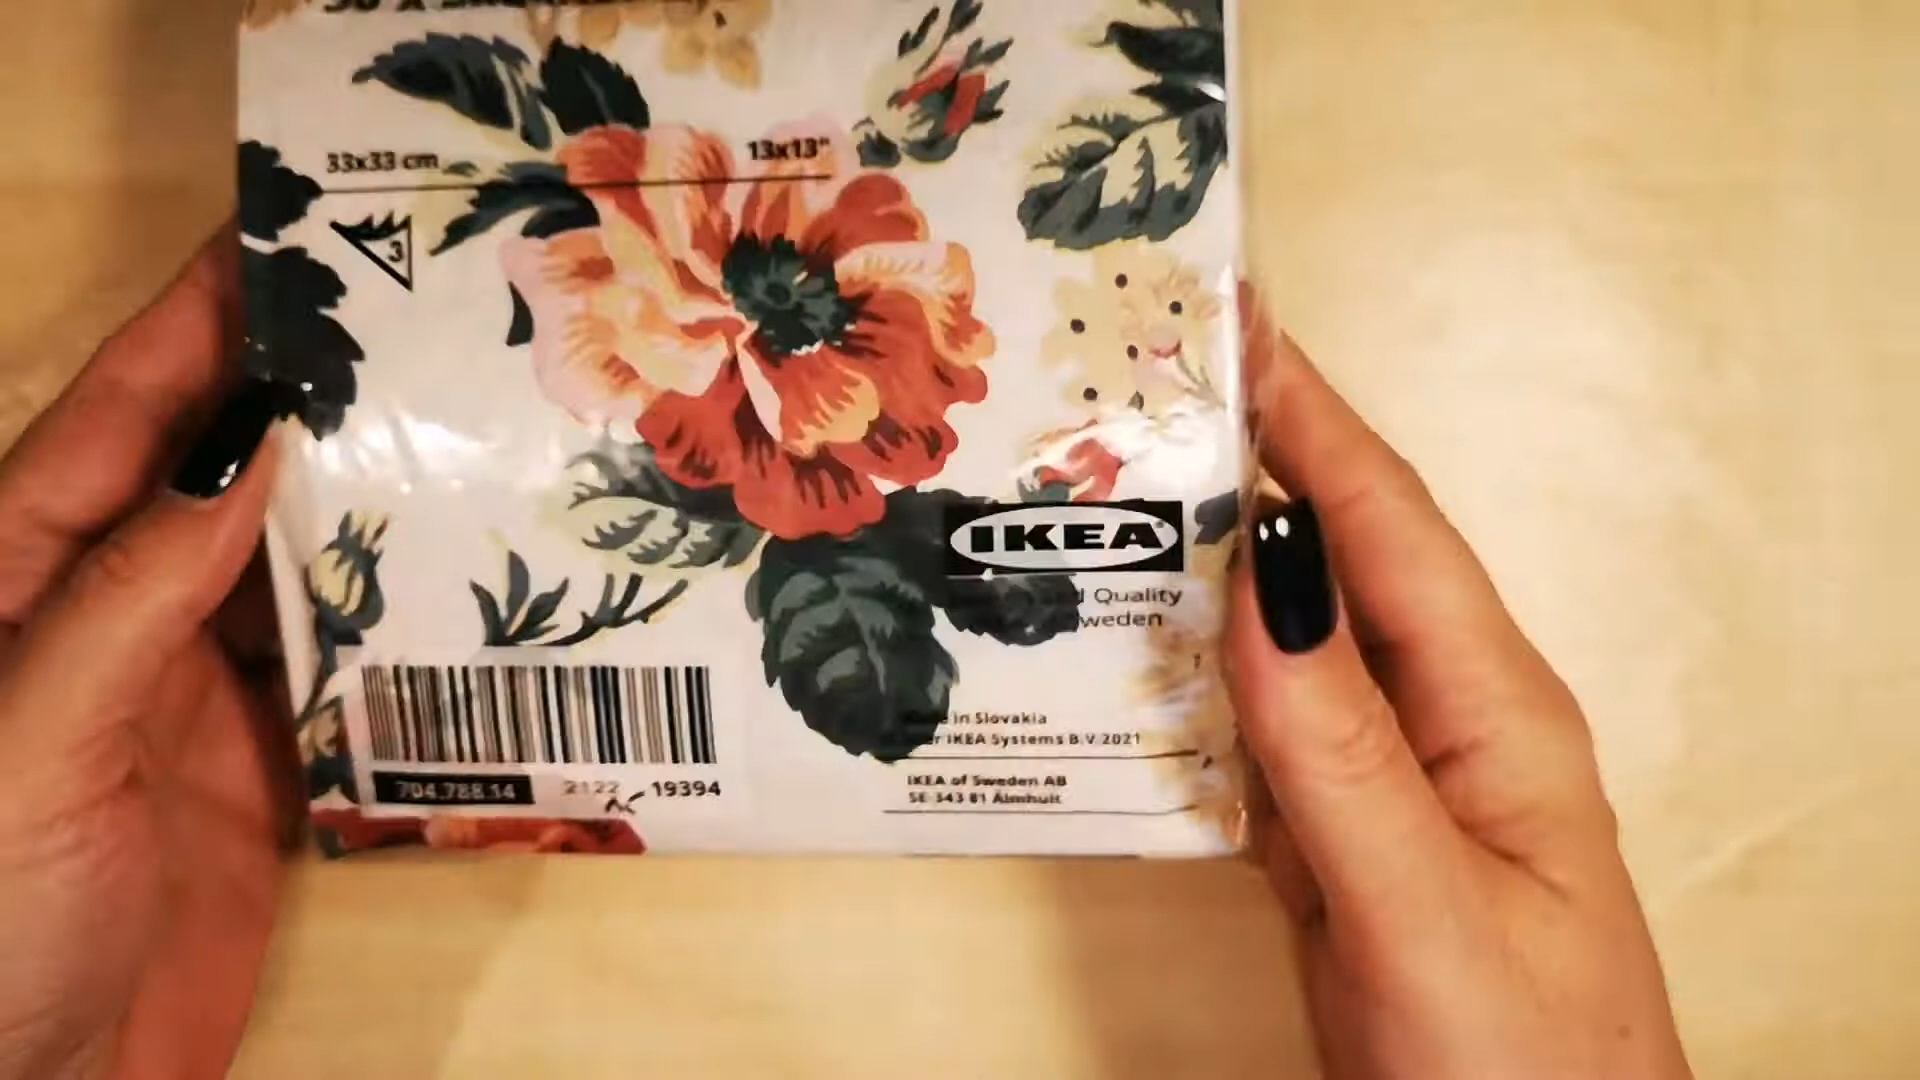 33x33 cm 13x13"
3
IKEA®
Quality
Sweden
in Slovakia
IKEA Systems B.V. 2021
704.788.14 2122 19394
IKEA of Sweden AB
SE-343 81 Älmhult